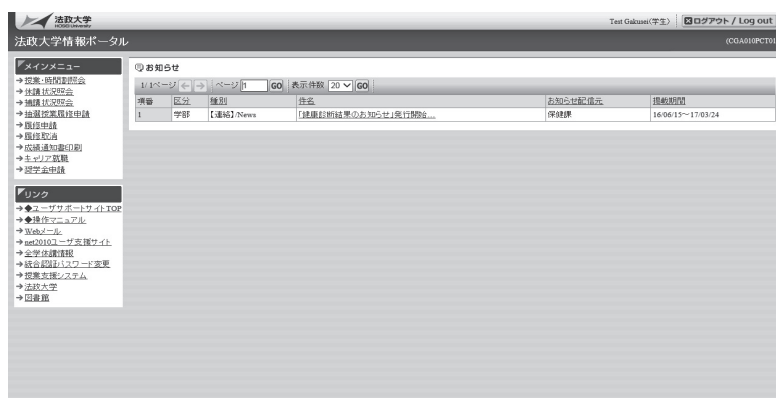 法政大学
HOSEI University
Test Gakusei(学生)
ログアウト / Log out
法政大学情報ポータル
(CGA010PCT01
メインメニュー
→授業・時間割照会
→休講状況照会
→補講状況照会
→抽選授業履修申請
→履修申請
→履修取消
→成績通知書印刷
→キャリア就職
→奨学金申請
リンク
→◆ユーザサポートサイトTOP
→◆操作マニュアル
→Webメール
→net2010ユーザ支援サイト
→全学休講情報
→統合認証パスワード変更
→授業支援システム
→法政大学
→図書館
お知らせ
1/1ページ ← → ページ 1 GO 表示件数 20 GO
項番 区分 種別 件名 お知らせ配信元 掲載期間
1 学部 【連絡】/News 「健康診断結果のお知らせ」発行開始... 保健課 16/06/15～17/03/24